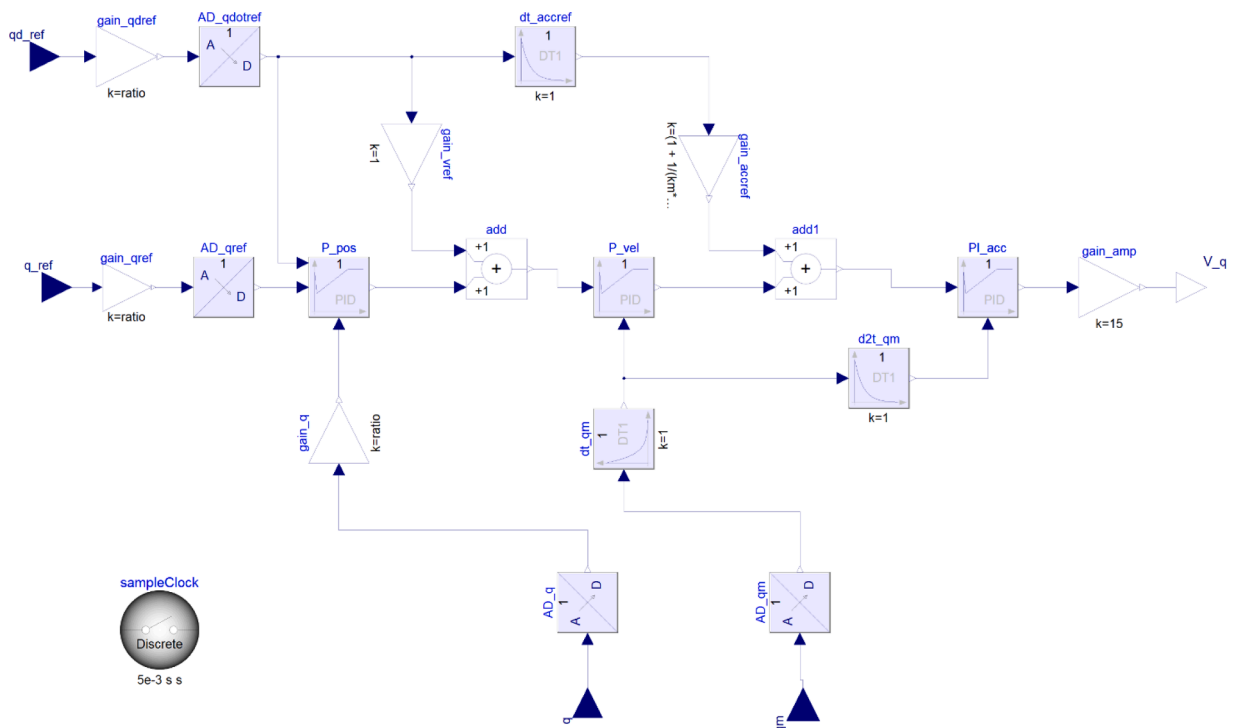 qd_ref
gain_qdref
k=ratio
AD_qdotref
1
A
D
dt_accref
1
DT1
k=1
k=1
gain_vref
k=(1 + 1/(km* ...
gain_accref
q_ref
gain_qref
k=ratio
AD_qref
1
A
D
P_pos
1
PID
add
+1
+
+1
P_vel
1
PID
add1
+1
+
+1
PI_acc
1
PID
gain_amp
k=15
V_q
d2t_qm
1
DT1
k=1
gain_q
k=ratio
dt_qm
1
DT1
k=1
sampleClock
Discrete
5e-3 s s
AD_q
1
A
D
AD_qm
1
A
D